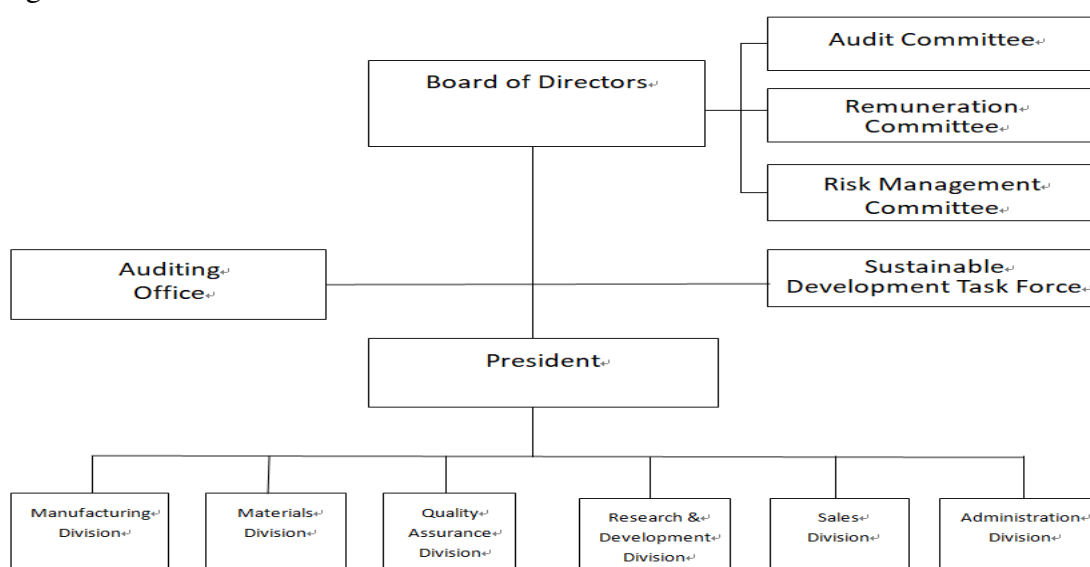 Audit Committee
Board of Directors
Remuneration
Committee
Risk Management
Committee
Auditing
Office
Sustainable
Development Task Force
President
Manufacturing
Division
Materials
Division
Quality
Assurance
Division
Research &
Development
Division
Sales
Division
Administration
Division